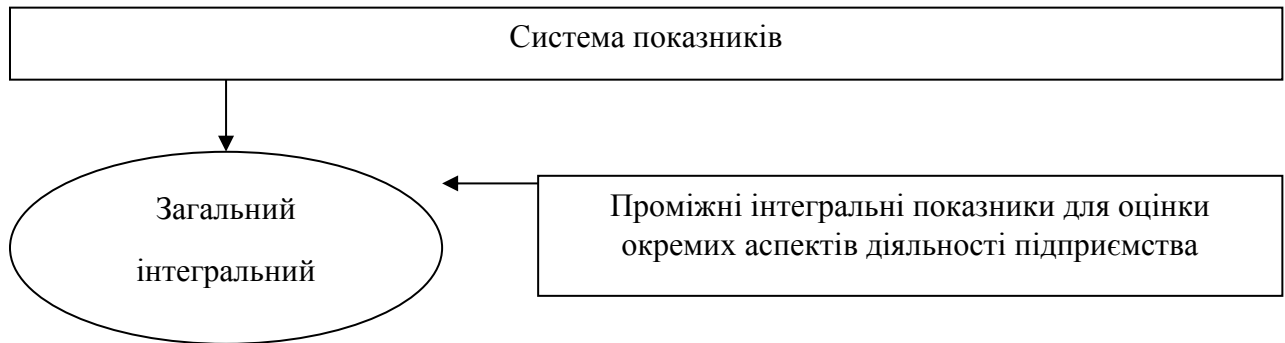 Система показників
Загальний
інтегральний
Проміжні інтегральні показники для оцінки
окремих аспектів діяльності підприємства